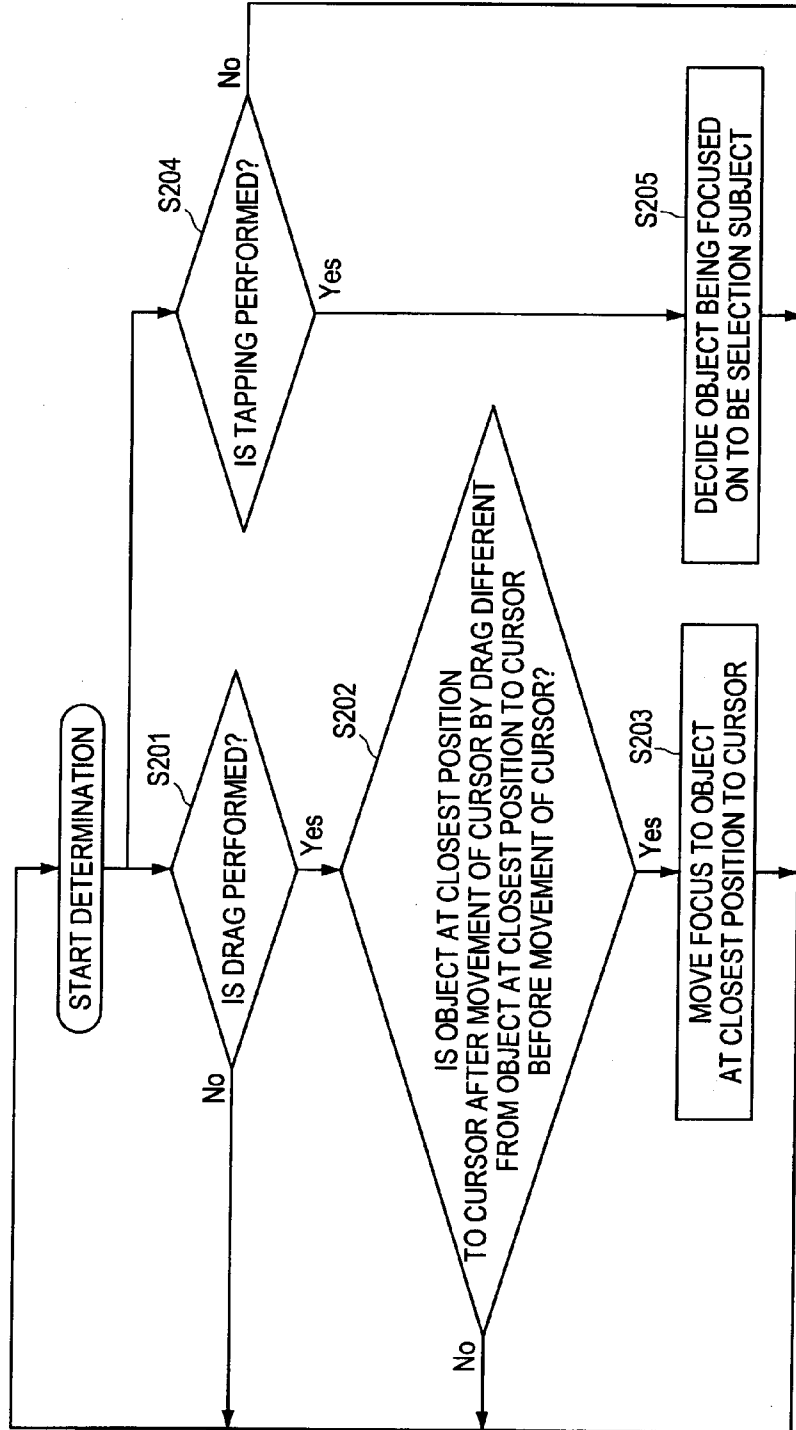 START DETERMINATION
S201
IS DRAG PERFORMED?
No
Yes
S202
IS OBJECT AT CLOSEST POSITION
TO CURSOR AFTER MOVEMENT OF CURSOR BY DRAG DIFFERENT
FROM OBJECT AT CLOSEST POSITION TO CURSOR
BEFORE MOVEMENT OF CURSOR?
No
Yes
S203
MOVE FOCUS TO OBJECT
AT CLOSEST POSITION TO CURSOR
S204
IS TAPPING PERFORMED?
No
Yes
S205
DECIDE OBJECT BEING FOCUSED
ON TO BE SELECTION SUBJECT